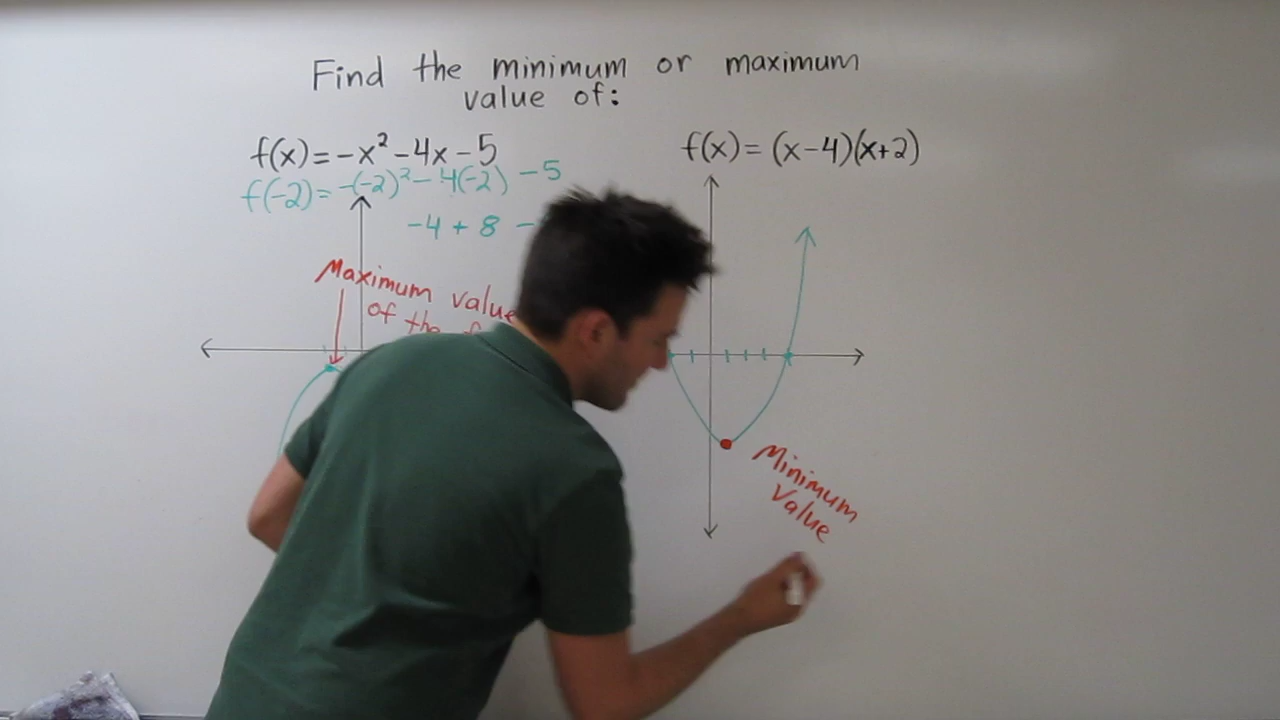 Find the minimum or maximum
value of:
f(x) = -x² - 4x - 5
f(-2) = -(-2)² - 4(-2) - 5
-4 + 8 -
Maximum value
of the
f(x) = (x-4)(x+2)
Minimum
Value